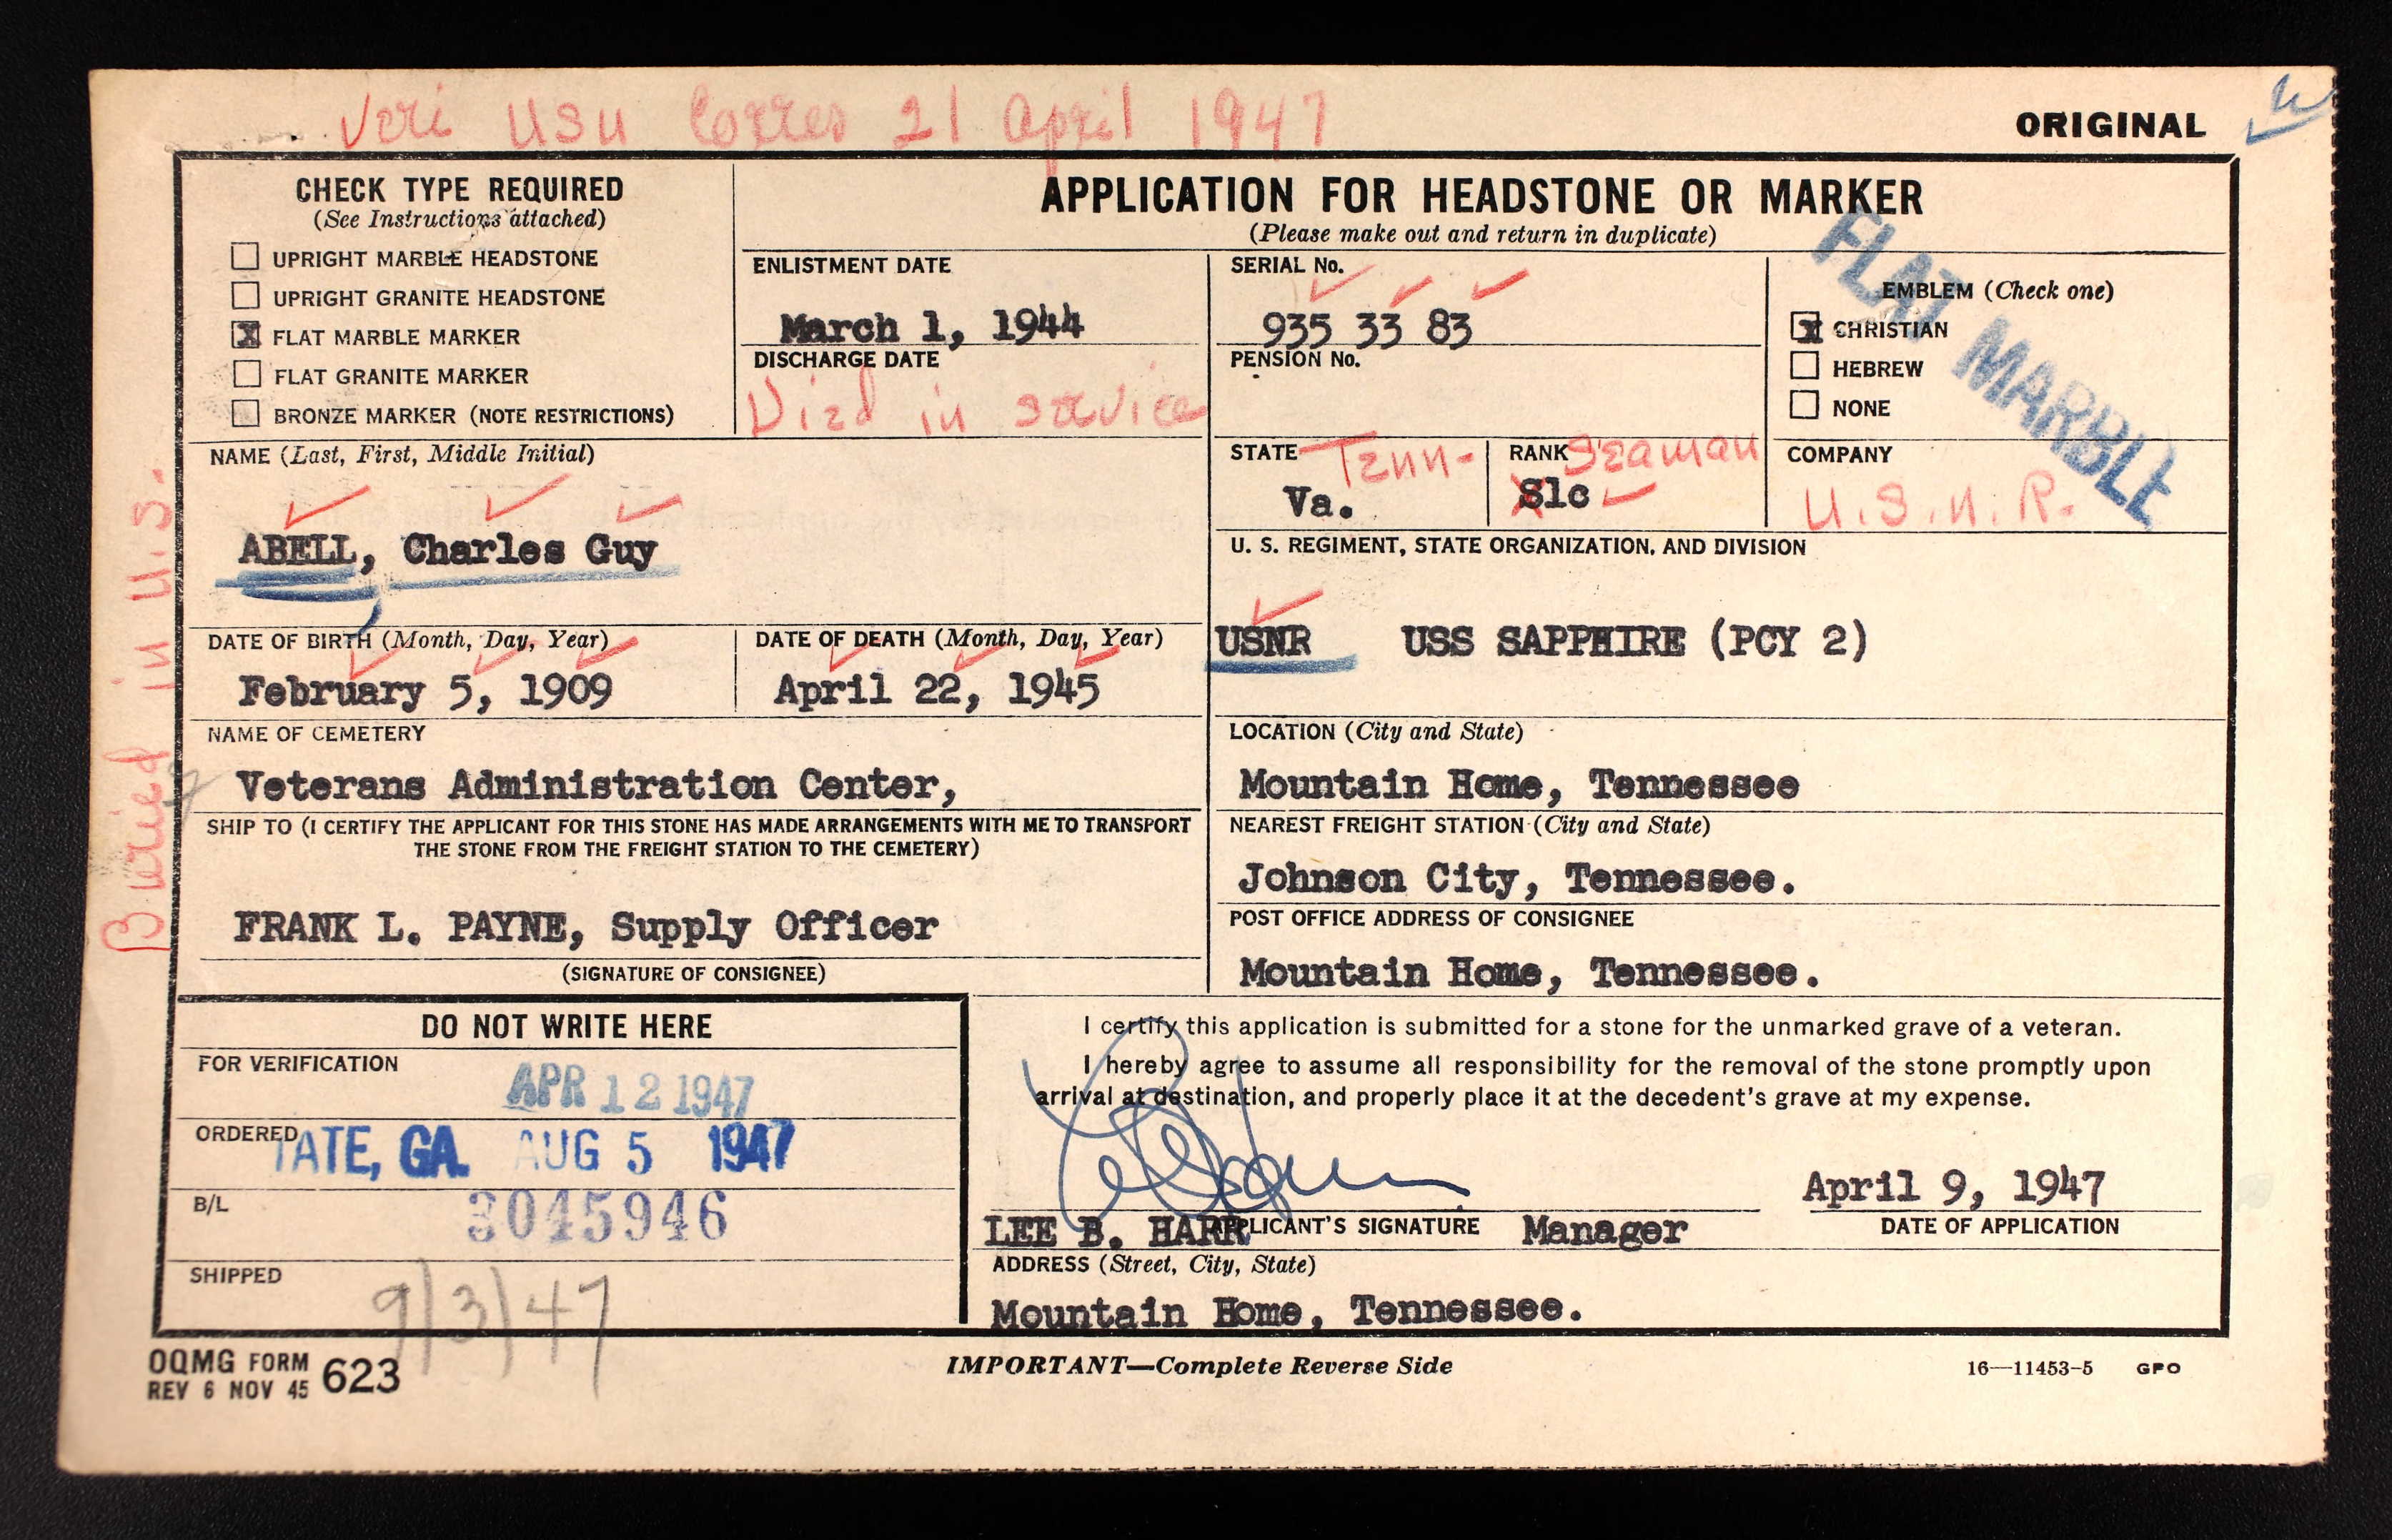 Veri USN Corres 21 April 1947
ORIGINAL
CHECK TYPE REQUIRED
(See Instructions attached)
UPRIGHT MARBLE HEADSTONE
UPRIGHT GRANITE HEADSTONE
X FLAT MARBLE MARKER
FLAT GRANITE MARKER
BRONZE MARKER (NOTE RESTRICTIONS)
APPLICATION FOR HEADSTONE OR MARKER
(Please make out and return in duplicate)
ENLISTMENT DATE
March 1, 1944
DISCHARGE DATE
Died in service
SERIAL No.
935 33 83
PENSION No.
EMBLEM (Check one)
X CHRISTIAN
HEBREW
NONE
FLAT MARBLE
NAME (Last, First, Middle Initial)
ABELL, Charles Guy
STATE Tenn-
Va.
RANK Seaman
S1c
COMPANY
U.S.N.R.
U. S. REGIMENT, STATE ORGANIZATION, AND DIVISION
USNR USS SAPPHIRE (PCY 2)
DATE OF BIRTH (Month, Day, Year)
February 5, 1909
DATE OF DEATH (Month, Day, Year)
April 22, 1945
Buried in U.S.
NAME OF CEMETERY
Veterans Administration Center,
LOCATION (City and State)
Mountain Home, Tennessee
SHIP TO (I CERTIFY THE APPLICANT FOR THIS STONE HAS MADE ARRANGEMENTS WITH ME TO TRANSPORT
THE STONE FROM THE FREIGHT STATION TO THE CEMETERY)
FRANK L. PAYNE, Supply Officer
(SIGNATURE OF CONSIGNEE)
NEAREST FREIGHT STATION (City and State)
Johnson City, Tennessee.
POST OFFICE ADDRESS OF CONSIGNEE
Mountain Home, Tennessee.
DO NOT WRITE HERE
FOR VERIFICATION
APR 12 1947
ORDERED
TATE, GA. AUG 5 1947
B/L
3045946
SHIPPED
9/3/47
I certify this application is submitted for a stone for the unmarked grave of a veteran.
I hereby agree to assume all responsibility for the removal of the stone promptly upon
arrival at destination, and properly place it at the decedent's grave at my expense.
April 9, 1947
LEE B. HARR APPLICANT'S SIGNATURE Manager
DATE OF APPLICATION
ADDRESS (Street, City, State)
Mountain Home, Tennessee.
OQMG FORM 623
REV 6 NOV 45
IMPORTANT—Complete Reverse Side
16—11453-5 GPO